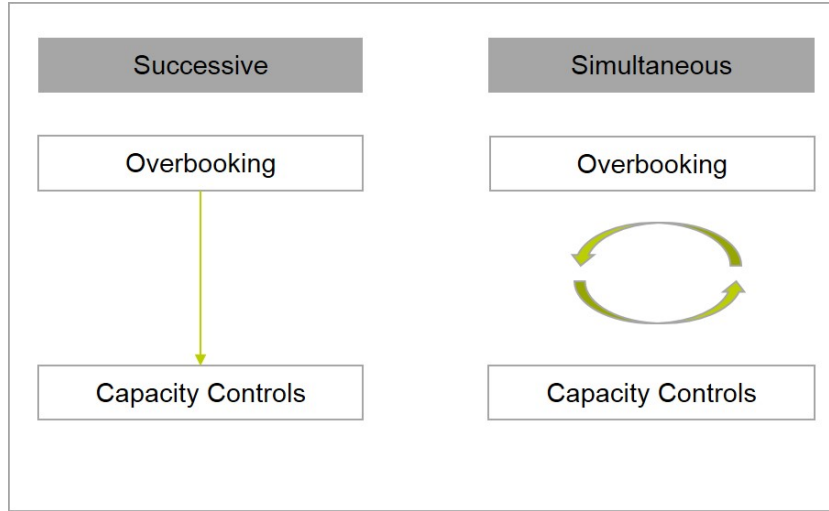 Successive
Simultaneous
Overbooking
Overbooking
Capacity Controls
Capacity Controls